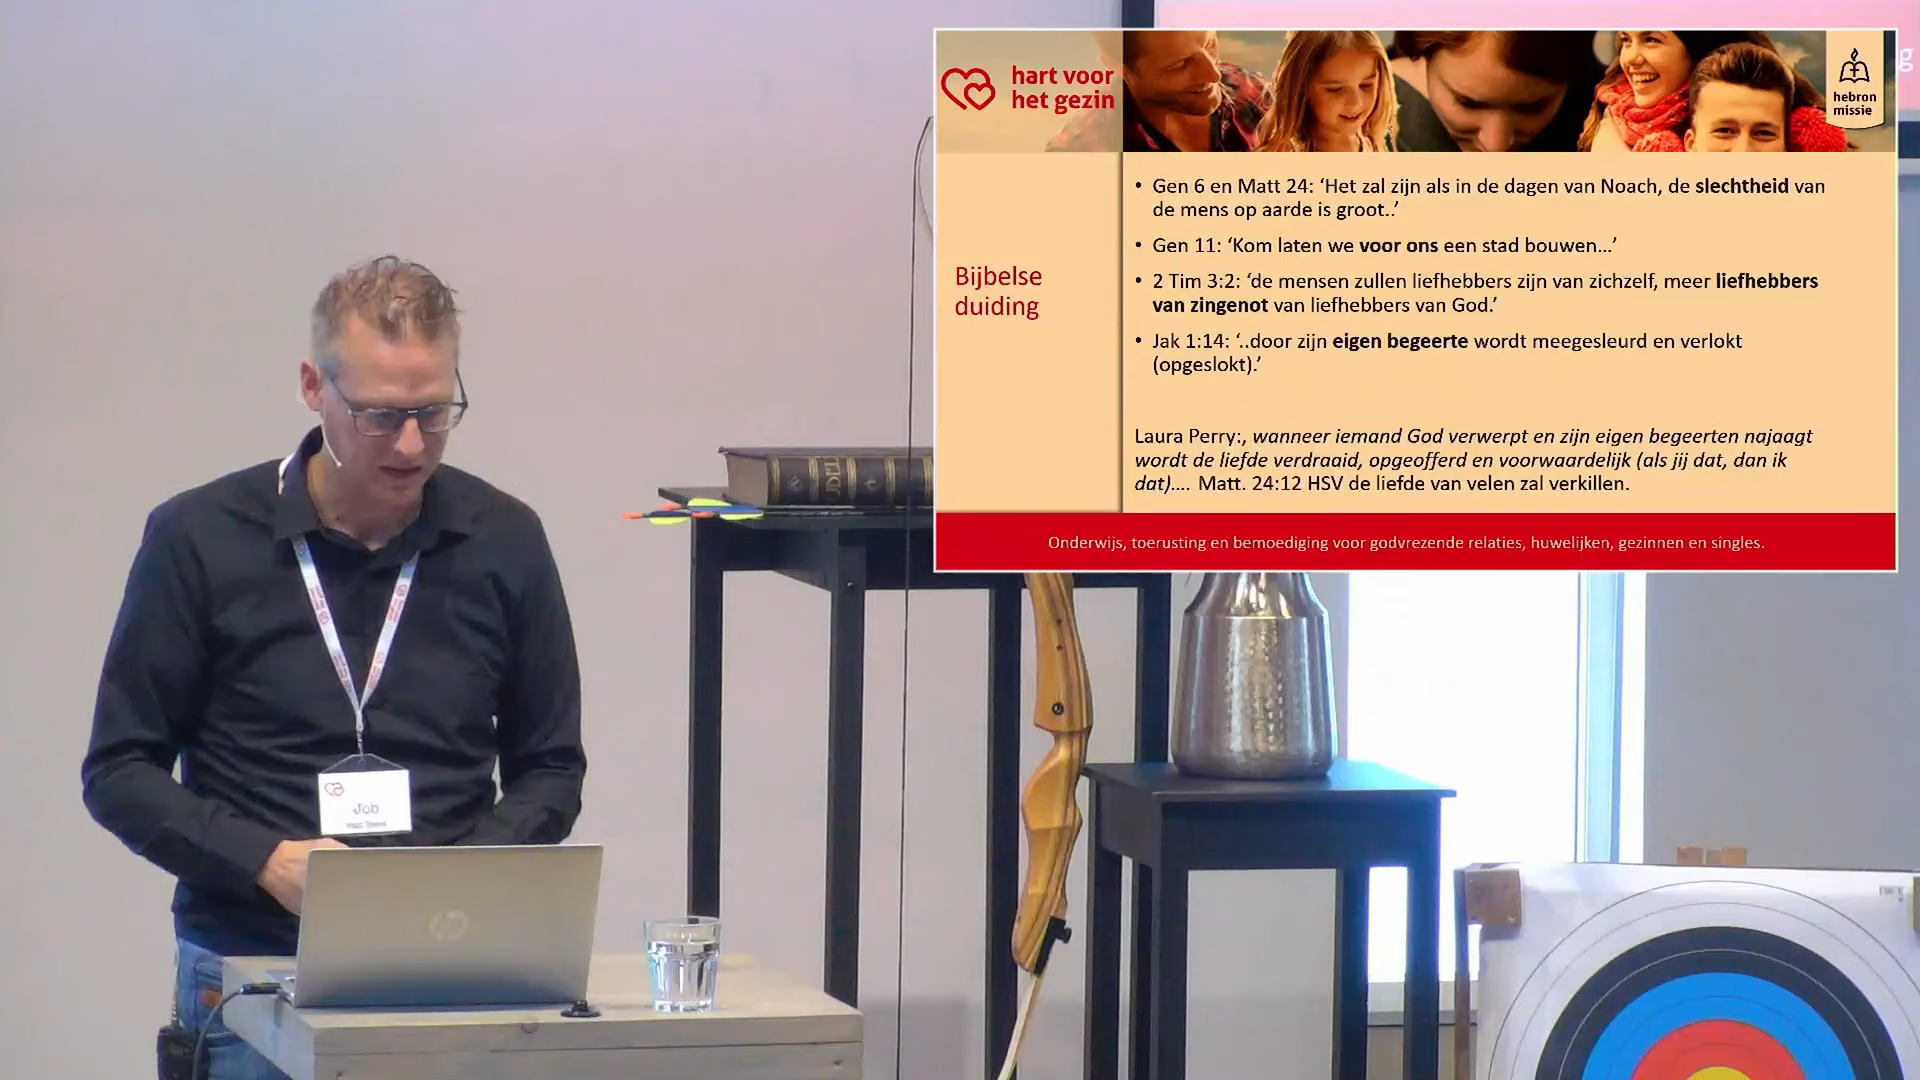 hart voor
het gezin
hebron
missie
• Gen 6 en Matt 24: ‘Het zal zijn als in de dagen van Noach, de slechtheid van
de mens op aarde is groot..’
• Gen 11: ‘Kom laten we voor ons een stad bouwen...’
• 2 Tim 3:2: ‘de mensen zullen liefhebbers zijn van zichzelf, meer liefhebbers
van zingenot van liefhebbers van God.’
• Jak 1:14: ‘..door zijn eigen begeerte wordt meegesleurd en verlokt
(opgeslokt).’
Bijbelse
duiding
Laura Perry:, wanneer iemand God verwerpt en zijn eigen begeerten najaagt
wordt de liefde verdraaid, opgeofferd en voorwaardelijk (als jij dat, dan ik
dat).... Matt. 24:12 HSV de liefde van velen zal verkillen.
Onderwijs, toerusting en bemoediging voor godvrezende relaties, huwelijken, gezinnen en singles.
Job
hp